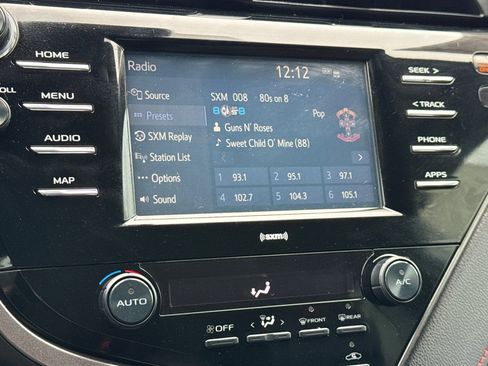 HOME
MENU
AUDIO
MAP
OLL
Radio
12:12
Source
Presets
SXM Replay
Station List
Options
Sound
SXM 008 80s on 8
Pop
Guns N' Roses
Sweet Child O' Mine (88)
1 93.1
2 95.1
3 97.1
4 102.7
5 104.3
6 105.1
SEEK >
< TRACK
PHONE
APPS
((sxm))
AUTO
A/C
OFF
FRONT
REAR